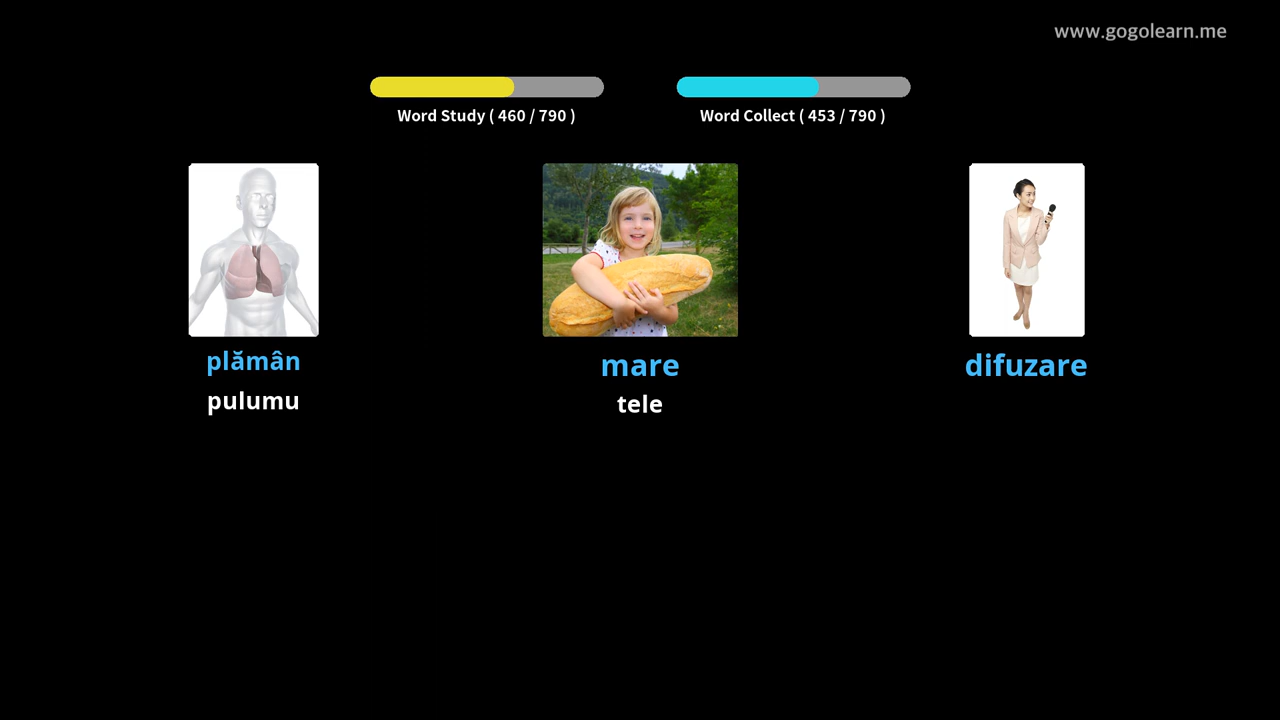 www.gogolearn.me
Word Study ( 460 / 790 )
Word Collect ( 453 / 790 )
plămân
pulumu
mare
tele
difuzare